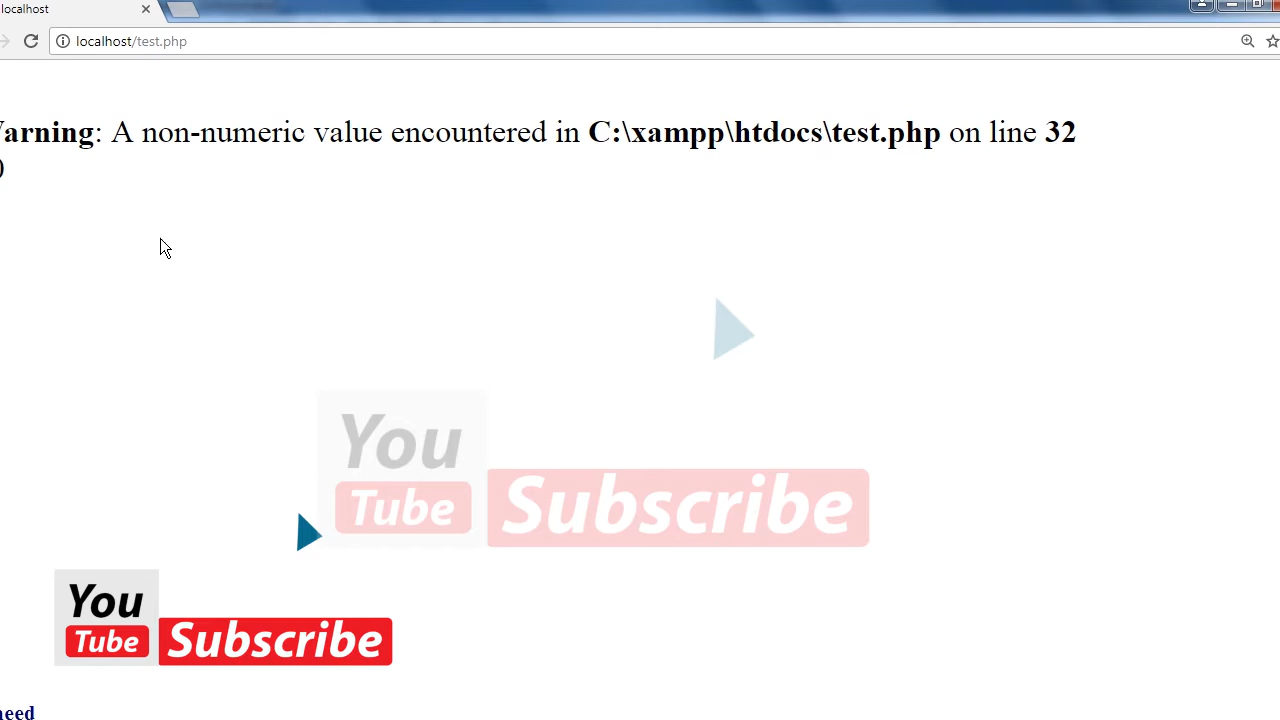 localhost
localhost/test.php
Warning: A non-numeric value encountered in C:\xampp\htdocs\test.php on line 32
You
Tube Subscribe
You
Tube Subscribe